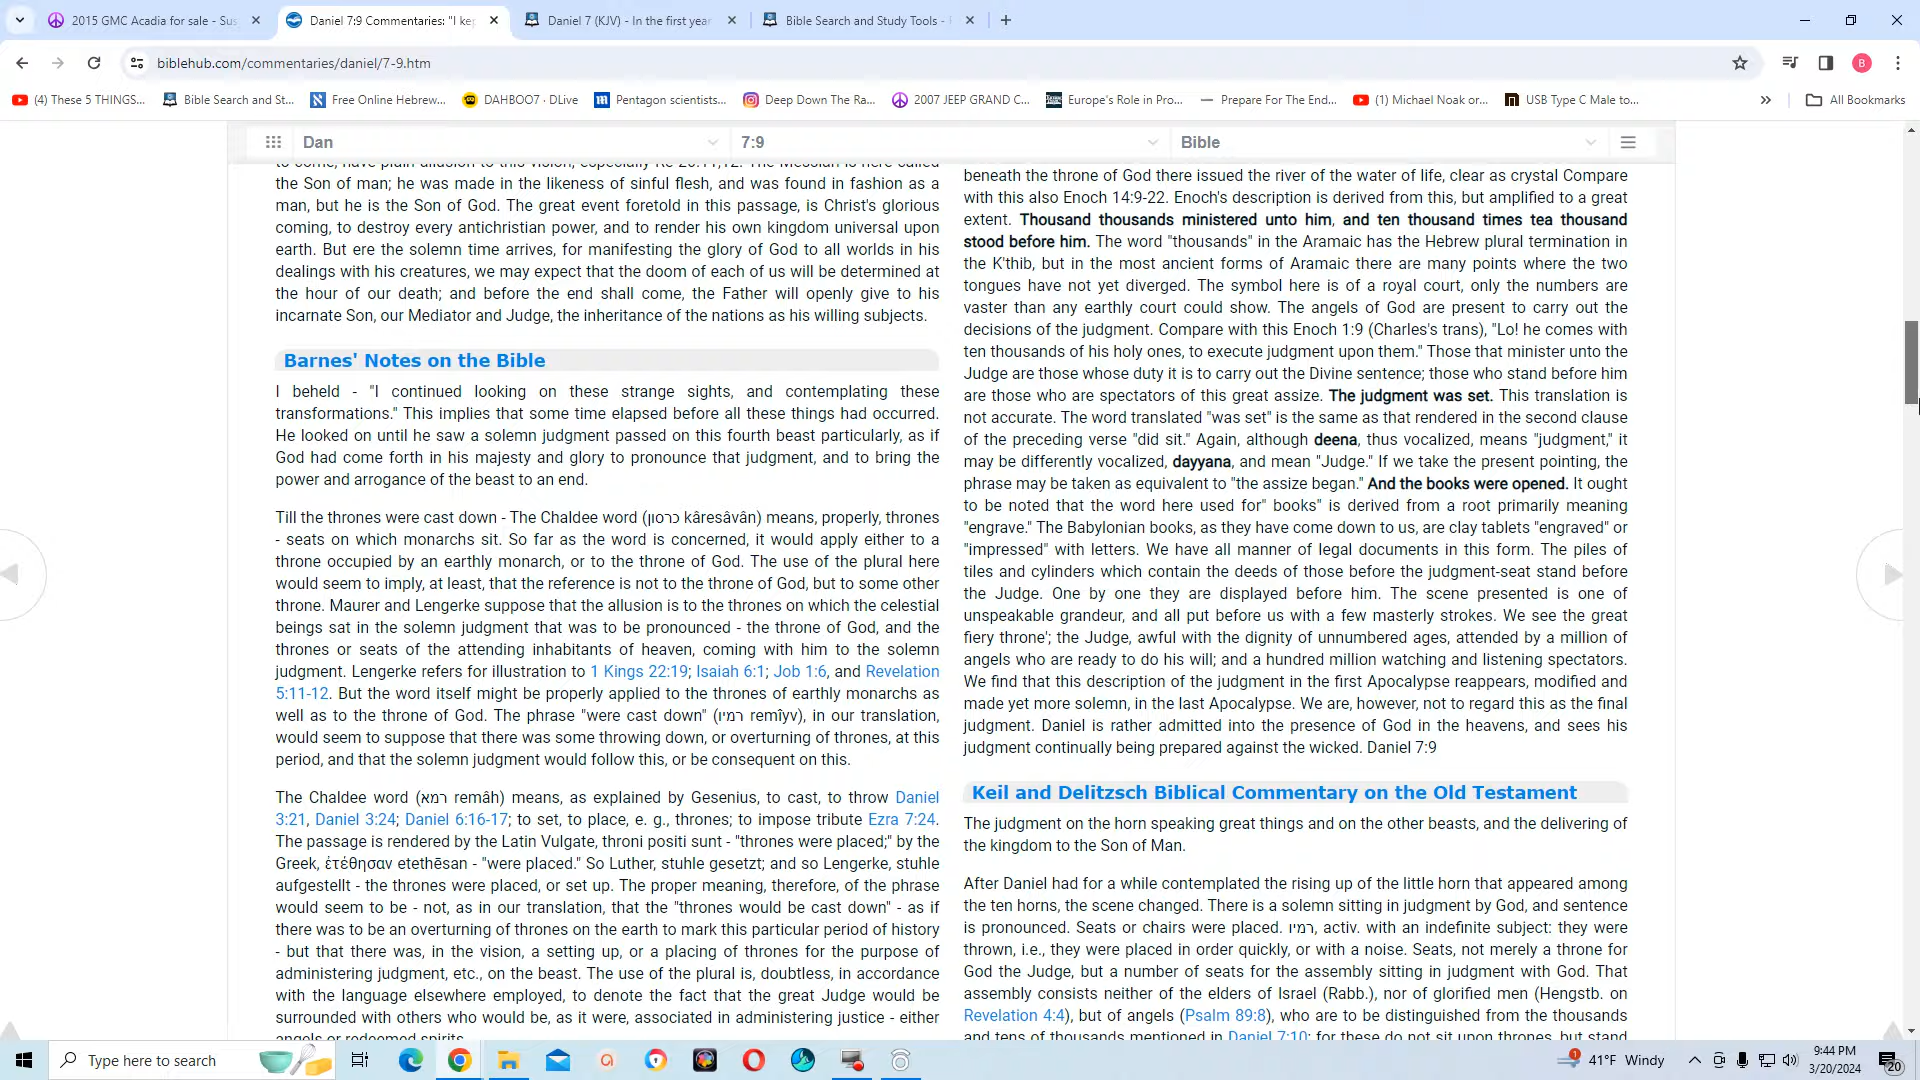 2015 GMC Acadia for sale - Sus
Daniel 7:9 Commentaries: "I kep
Daniel 7 (KJV) - In the first year
Bible Search and Study Tools -
biblehub.com/commentaries/daniel/7-9.htm
B
(4) These 5 THINGS...
Bible Search and St...
Free Online Hebrew...
DAHBOO7 · DLive
Pentagon scientists...
Deep Down The Ra...
2007 JEEP GRAND C...
Europe's Role in Pro...
Prepare For The End...
(1) Michael Noak or...
USB Type C Male to...
All Bookmarks
Dan
7:9
Bible
to come, have plain allusion to this vision, especially Re 20:11,12. The Messiah is here called
the Son of man; he was made in the likeness of sinful flesh, and was found in fashion as a
man, but he is the Son of God. The great event foretold in this passage, is Christ's glorious
coming, to destroy every antichristian power, and to render his own kingdom universal upon
earth. But ere the solemn time arrives, for manifesting the glory of God to all worlds in his
dealings with his creatures, we may expect that the doom of each of us will be determined at
the hour of our death; and before the end shall come, the Father will openly give to his
incarnate Son, our Mediator and Judge, the inheritance of the nations as his willing subjects.
Barnes' Notes on the Bible
I beheld - "I continued looking on these strange sights, and contemplating these
transformations." This implies that some time elapsed before all these things had occurred.
He looked on until he saw a solemn judgment passed on this fourth beast particularly, as if
God had come forth in his majesty and glory to pronounce that judgment, and to bring the
power and arrogance of the beast to an end.
Till the thrones were cast down - The Chaldee word (כרסון kâresâvân) means, properly, thrones
- seats on which monarchs sit. So far as the word is concerned, it would apply either to a
throne occupied by an earthly monarch, or to the throne of God. The use of the plural here
would seem to imply, at least, that the reference is not to the throne of God, but to some other
throne. Maurer and Lengerke suppose that the allusion is to the thrones on which the celestial
beings sat in the solemn judgment that was to be pronounced - the throne of God, and the
thrones or seats of the attending inhabitants of heaven, coming with him to the solemn
judgment. Lengerke refers for illustration to 1 Kings 22:19; Isaiah 6:1; Job 1:6, and Revelation
5:11-12. But the word itself might be properly applied to the thrones of earthly monarchs as
well as to the throne of God. The phrase "were cast down" (רמיו remîyv), in our translation,
would seem to suppose that there was some throwing down, or overturning of thrones, at this
period, and that the solemn judgment would follow this, or be consequent on this.
The Chaldee word (רמא remâh) means, as explained by Gesenius, to cast, to throw Daniel
3:21, Daniel 3:24; Daniel 6:16-17; to set, to place, e. g., thrones; to impose tribute Ezra 7:24.
The passage is rendered by the Latin Vulgate, throni positi sunt - "thrones were placed;" by the
Greek, ἐτέθησαν etethēsan - "were placed." So Luther, stuhle gesetzt; and so Lengerke, stuhle
aufgestellt - the thrones were placed, or set up. The proper meaning, therefore, of the phrase
would seem to be - not, as in our translation, that the "thrones would be cast down" - as if
there was to be an overturning of thrones on the earth to mark this particular period of history
- but that there was, in the vision, a setting up, or a placing of thrones for the purpose of
administering judgment, etc., on the beast. The use of the plural is, doubtless, in accordance
with the language elsewhere employed, to denote the fact that the great Judge would be
surrounded with others who would be, as it were, associated in administering justice - either
angels or redeemed spirits.
beneath the throne of God there issued the river of the water of life, clear as crystal Compare
with this also Enoch 14:9-22. Enoch's description is derived from this, but amplified to a great
extent. Thousand thousands ministered unto him, and ten thousand times tea thousand
stood before him. The word "thousands" in the Aramaic has the Hebrew plural termination in
the K'thib, but in the most ancient forms of Aramaic there are many points where the two
tongues have not yet diverged. The symbol here is of a royal court, only the numbers are
vaster than any earthly court could show. The angels of God are present to carry out the
decisions of the judgment. Compare with this Enoch 1:9 (Charles's trans), "Lo! he comes with
ten thousands of his holy ones, to execute judgment upon them." Those that minister unto the
Judge are those whose duty it is to carry out the Divine sentence; those who stand before him
are those who are spectators of this great assize. The judgment was set. This translation is
not accurate. The word translated "was set" is the same as that rendered in the second clause
of the preceding verse "did sit." Again, although deena, thus vocalized, means "judgment," it
may be differently vocalized, dayyana, and mean "Judge." If we take the present pointing, the
phrase may be taken as equivalent to "the assize began." And the books were opened. It ought
to be noted that the word here used for" books" is derived from a root primarily meaning
"engrave." The Babylonian books, as they have come down to us, are clay tablets "engraved" or
"impressed" with letters. We have all manner of legal documents in this form. The piles of
tiles and cylinders which contain the deeds of those before the judgment-seat stand before
the Judge. One by one they are displayed before him. The scene presented is one of
unspeakable grandeur, and all put before us with a few masterly strokes. We see the great
fiery throne'; the Judge, awful with the dignity of unnumbered ages, attended by a million of
angels who are ready to do his will; and a hundred million watching and listening spectators.
We find that this description of the judgment in the first Apocalypse reappears, modified and
made yet more solemn, in the last Apocalypse. We are, however, not to regard this as the final
judgment. Daniel is rather admitted into the presence of God in the heavens, and sees his
judgment continually being prepared against the wicked. Daniel 7:9
Keil and Delitzsch Biblical Commentary on the Old Testament
The judgment on the horn speaking great things and on the other beasts, and the delivering of
the kingdom to the Son of Man.
After Daniel had for a while contemplated the rising up of the little horn that appeared among
the ten horns, the scene changed. There is a solemn sitting in judgment by God, and sentence
is pronounced. Seats or chairs were placed. רמיו, activ. with an indefinite subject: they were
thrown, i.e., they were placed in order quickly, or with a noise. Seats, not merely a throne for
God the Judge, but a number of seats for the assembly sitting in judgment with God. That
assembly consists neither of the elders of Israel (Rabb.), nor of glorified men (Hengstb. on
Revelation 4:4), but of angels (Psalm 89:8), who are to be distinguished from the thousands
and tens of thousands mentioned in Daniel 7:10; for these do not sit upon thrones, but stand
Type here to search
1
41°F Windy
9:44 PM
3/20/2024
20